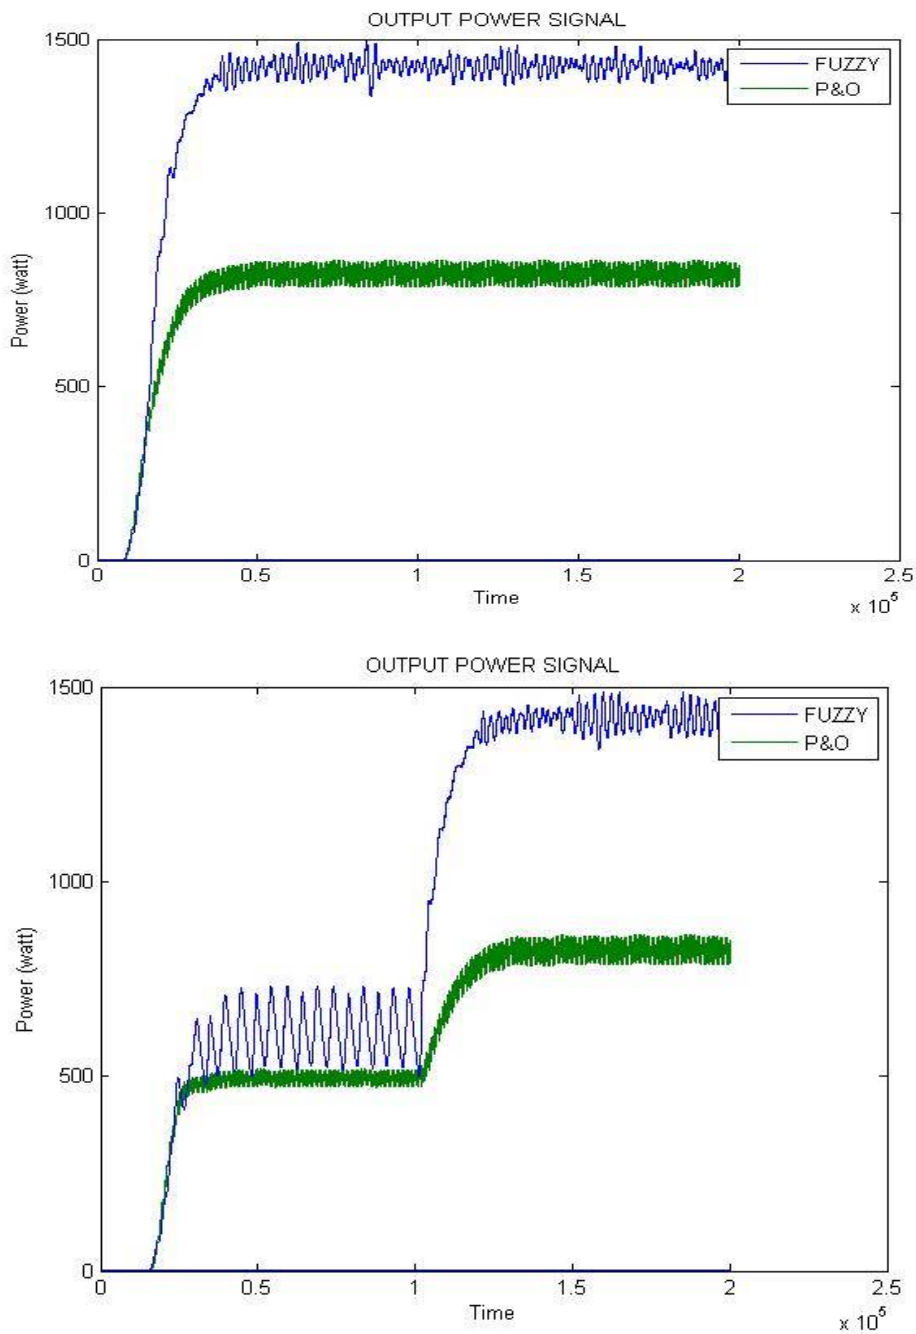 OUTPUT POWER SIGNAL
1500
1000
500
0
Power (watt)
FUZZY
P&O
0
0.5
1
1.5
2
2.5
Time
x 10^5
OUTPUT POWER SIGNAL
1500
1000
500
0
Power (watt)
FUZZY
P&O
0
0.5
1
1.5
2
2.5
Time
x 10^5